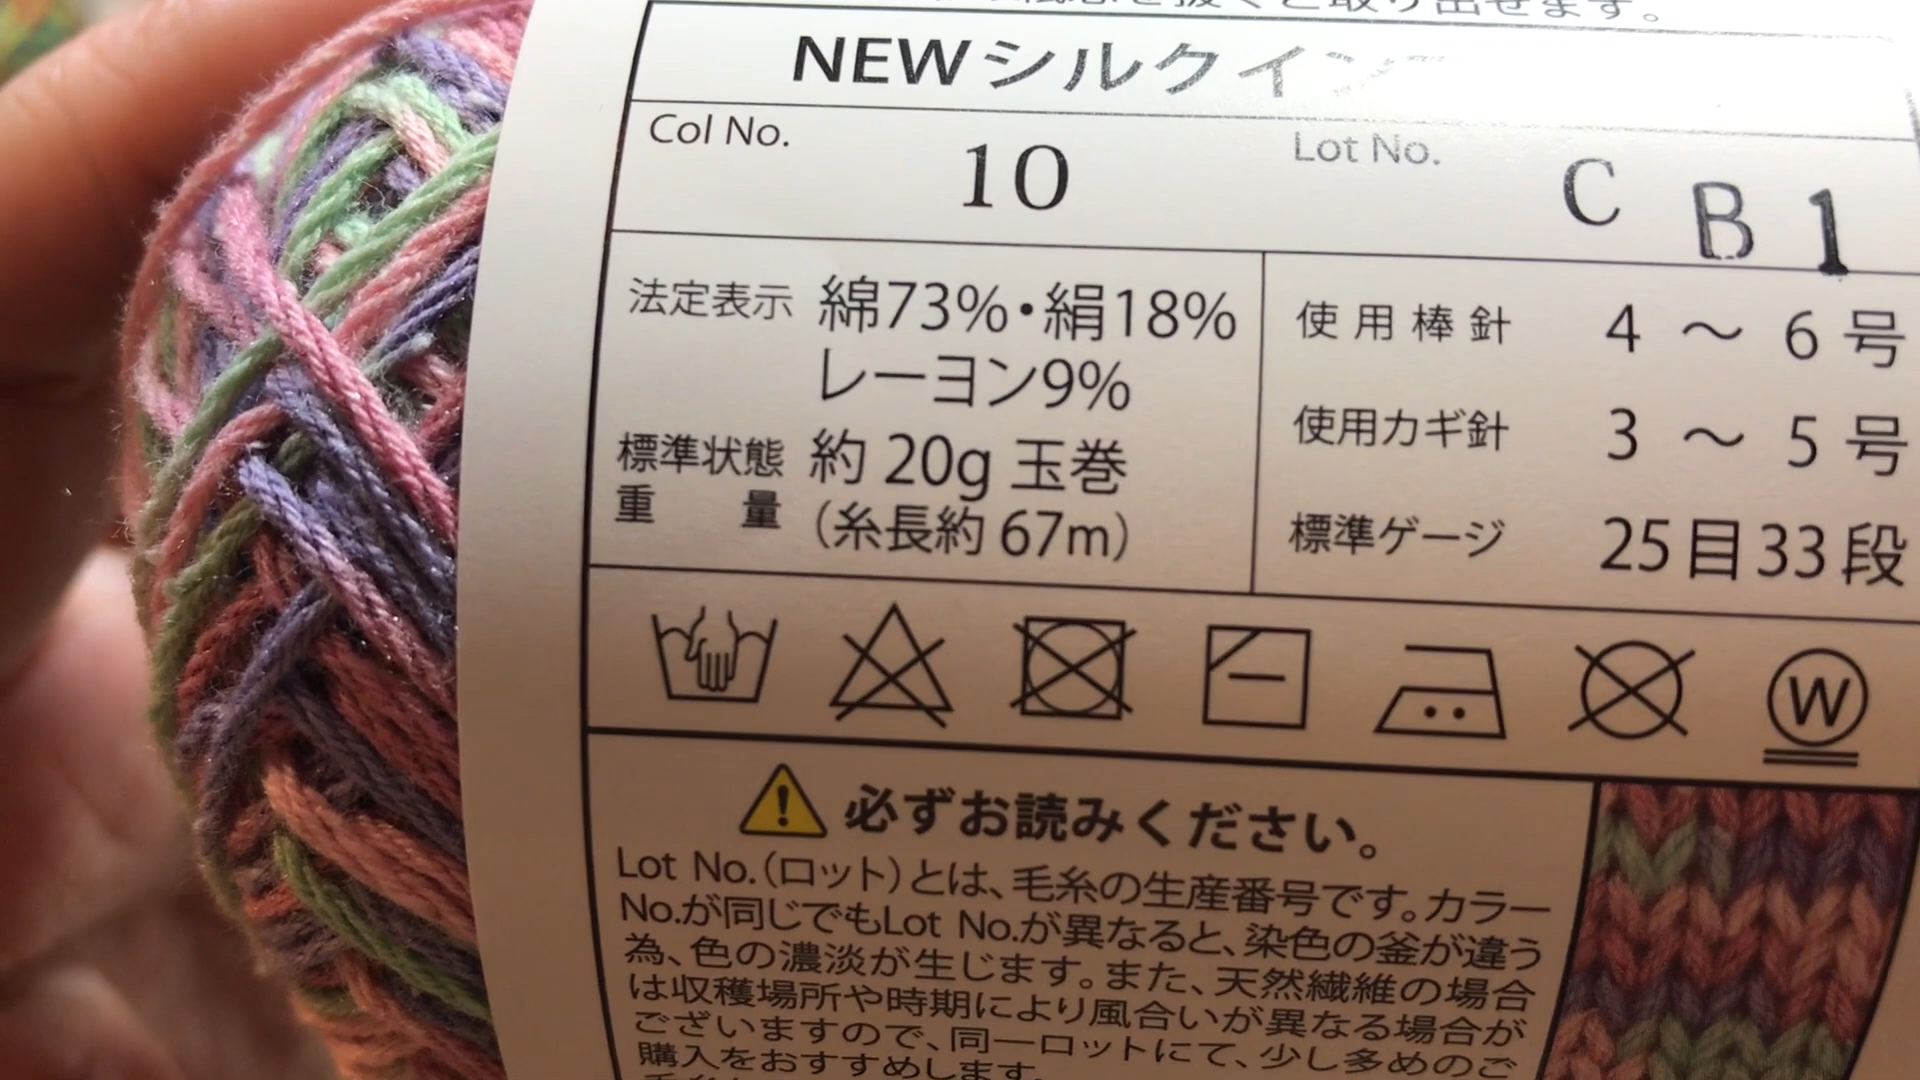 取り出せます。
NEWシルクイン
Col No. 10 Lot No. C B 1
法定表示 綿73%・絹18%
レーヨン9%
標準状態 約 20g 玉巻
重量 (糸長約 67m)
使用棒針 4 ～ 6 号
使用カギ針 3 ～ 5 号
標準ゲージ 25目33段
W
必ずお読みください。
Lot No.(ロット)とは、毛糸の生産番号です。カラー
No.が同じでもLot No.が異なると、染色の釜が違う
為、色の濃淡が生じます。また、天然繊維の場合
は収穫場所や時期により風合いが異なる場合が
ございますので、同一ロットにて、少し多めのご
購入をおすすめします。